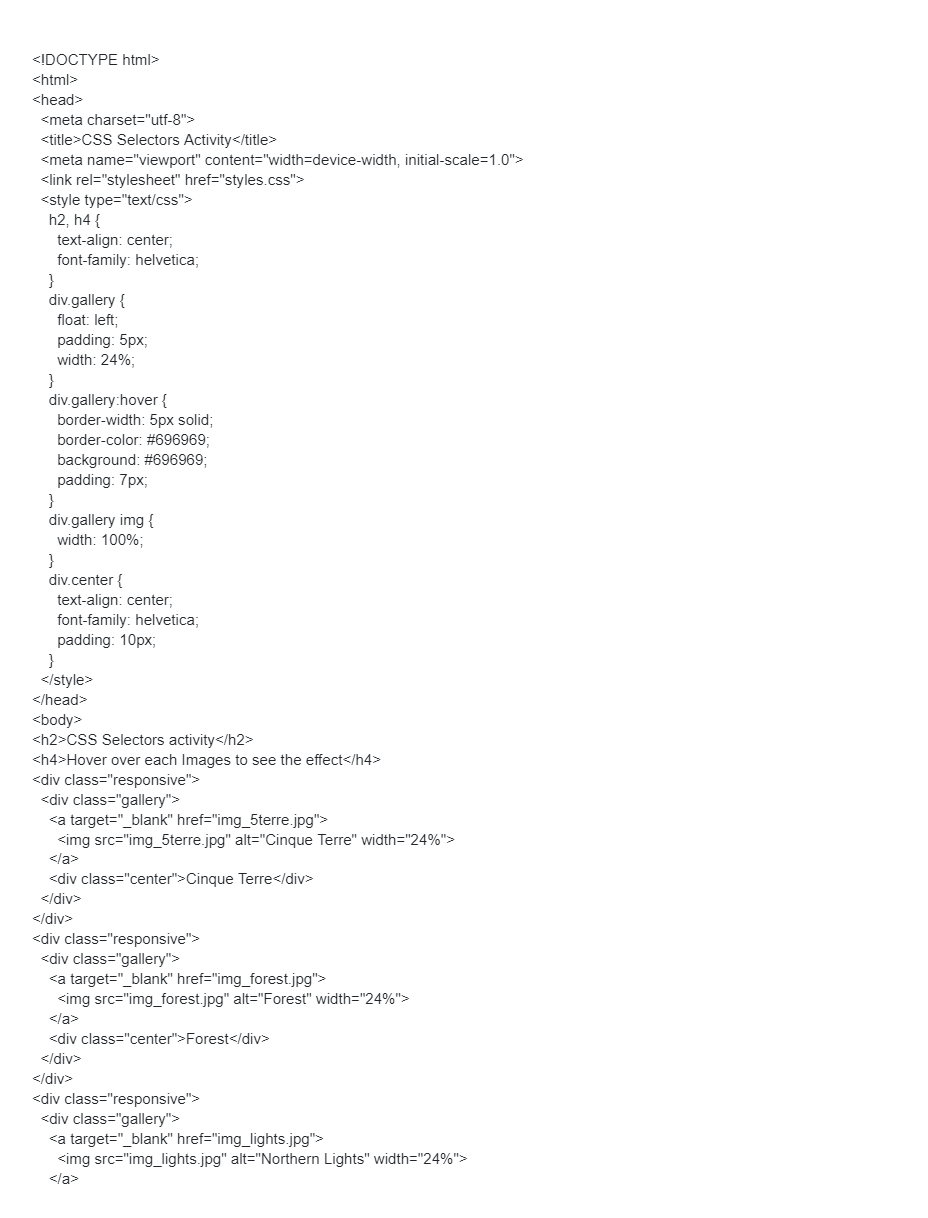 <!DOCTYPE html>
<html>
<head>
  <meta charset="utf-8">
  <title>CSS Selectors Activity</title>
  <meta name="viewport" content="width=device-width, initial-scale=1.0">
  <link rel="stylesheet" href="styles.css">
  <style type="text/css">
    h2, h4 {
      text-align: center;
      font-family: helvetica;
    }
    div.gallery {
      float: left;
      padding: 5px;
      width: 24%;
    }
    div.gallery:hover {
      border-width: 5px solid;
      border-color: #696969;
      background: #696969;
      padding: 7px;
    }
    div.gallery img {
      width: 100%;
    }
    div.center {
      text-align: center;
      font-family: helvetica;
      padding: 10px;
    }
  </style>
</head>
<body>
<h2>CSS Selectors activity</h2>
<h4>Hover over each Images to see the effect</h4>
<div class="responsive">
  <div class="gallery">
    <a target="_blank" href="img_5terre.jpg">
      <img src="img_5terre.jpg" alt="Cinque Terre" width="24%">
    </a>
    <div class="center">Cinque Terre</div>
  </div>
</div>
<div class="responsive">
  <div class="gallery">
    <a target="_blank" href="img_forest.jpg">
      <img src="img_forest.jpg" alt="Forest" width="24%">
    </a>
    <div class="center">Forest</div>
  </div>
</div>
<div class="responsive">
  <div class="gallery">
    <a target="_blank" href="img_lights.jpg">
      <img src="img_lights.jpg" alt="Northern Lights" width="24%">
    </a>